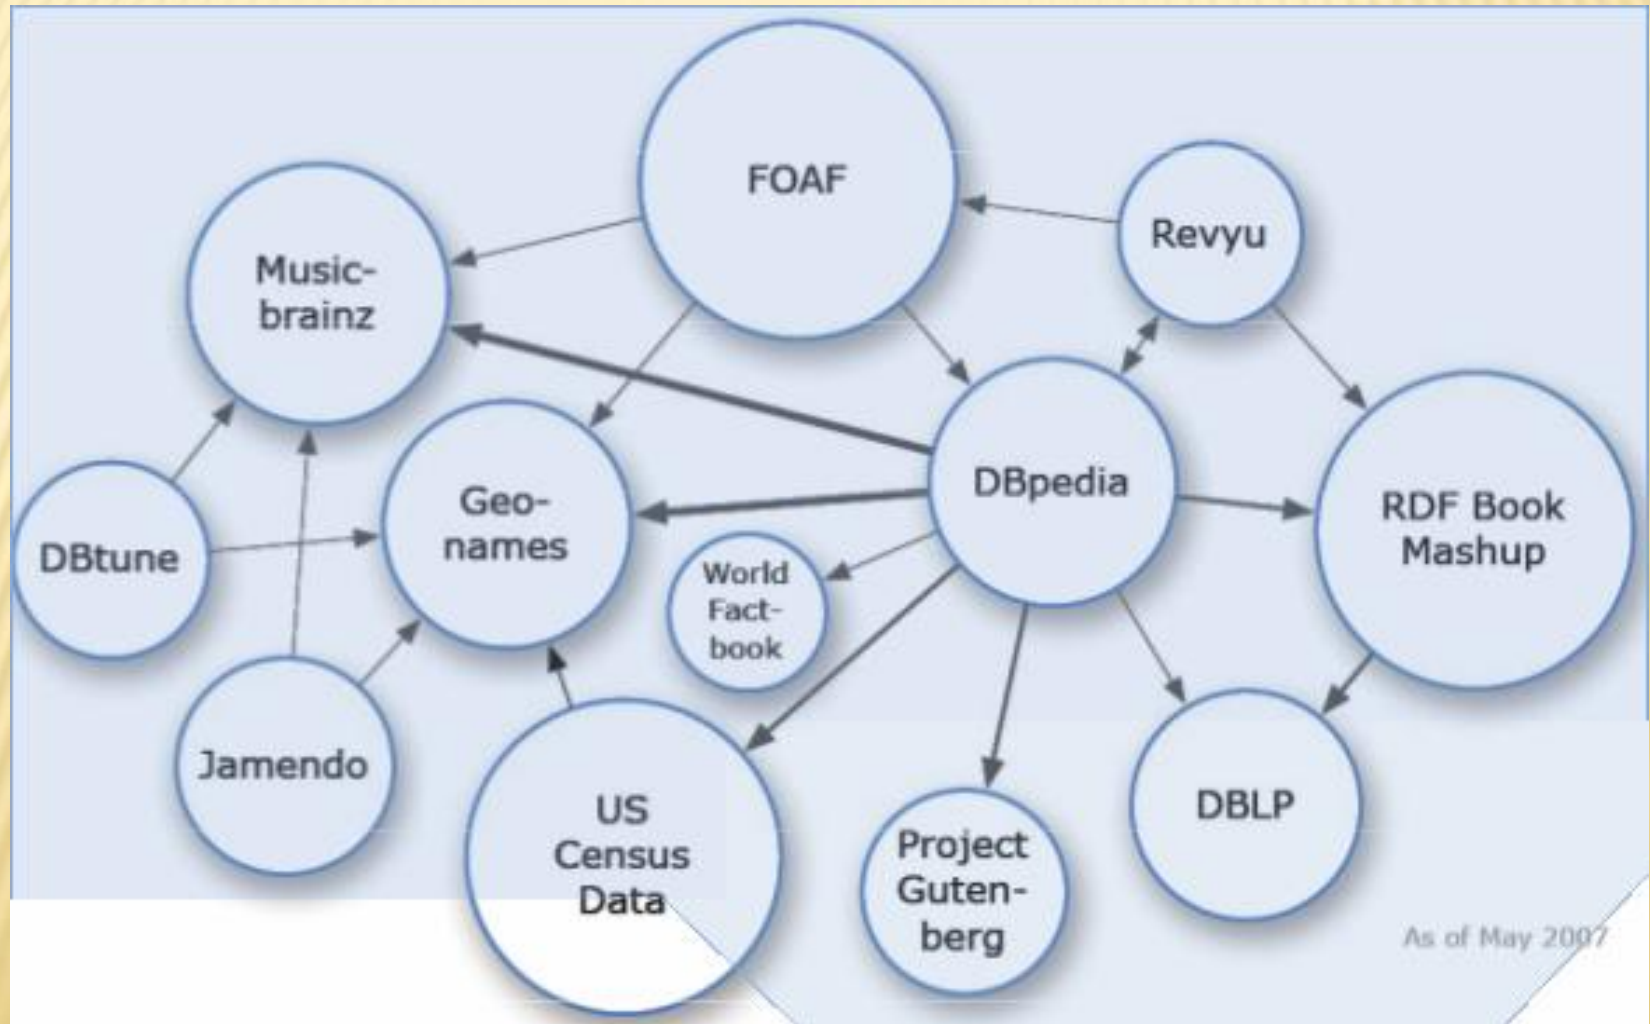 FOAF
Revyu
Music-
brainz
DBpedia
Geo-
names
RDF Book
Mashup
DBtune
World
Fact-
book
Jamendo
US
Census
Data
Project
Guten-
berg
DBLP
As of May 2007